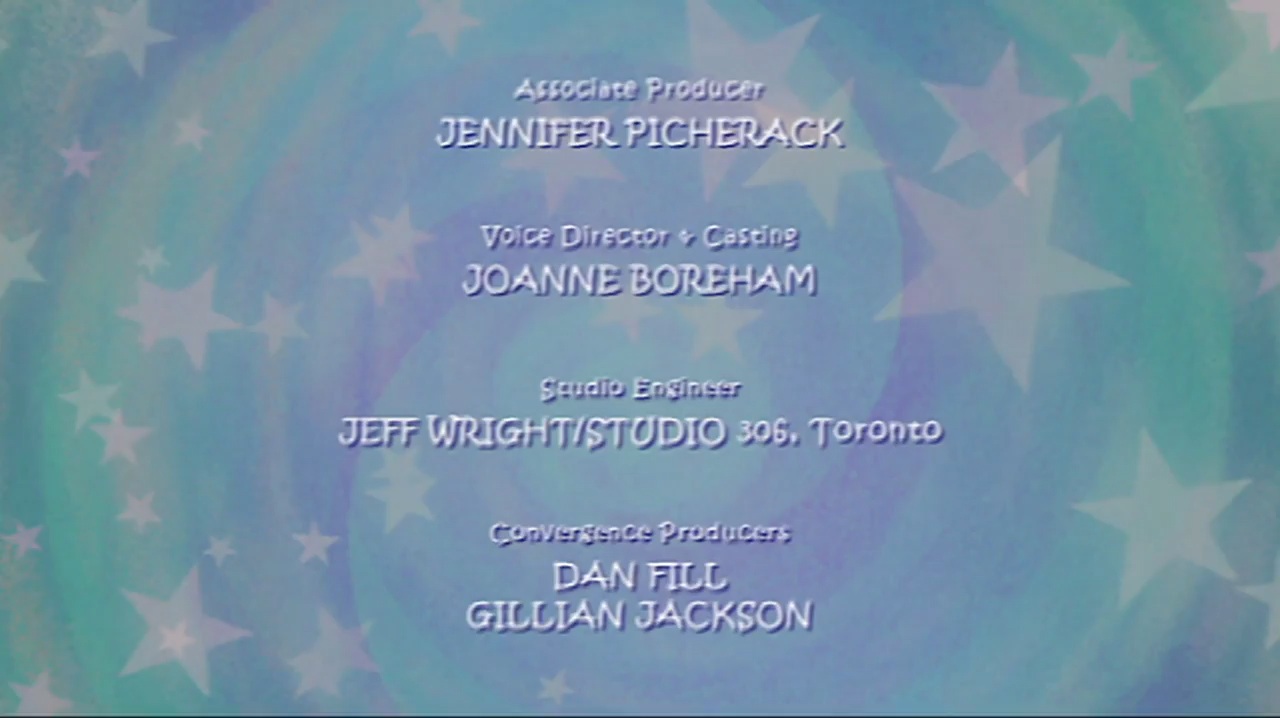 Associate Producer
JENNIFER PICHERACK
Voice Director & Casting
JOANNE BOREHAM
Studio Engineer
JEFF WRIGHT/STUDIO 306, Toronto
Convergence Producers
DAN FILL
GILLIAN JACKSON